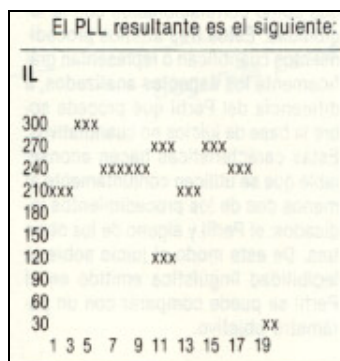 El PLL resultante es el siguiente:
IL
300 xxx
270 xxx xxx
240 xxxxxx xxx
210xxx xxx
180
150
120 xxx
90
60
30 xx
1 3 5 7 9 11 13 15 17 19